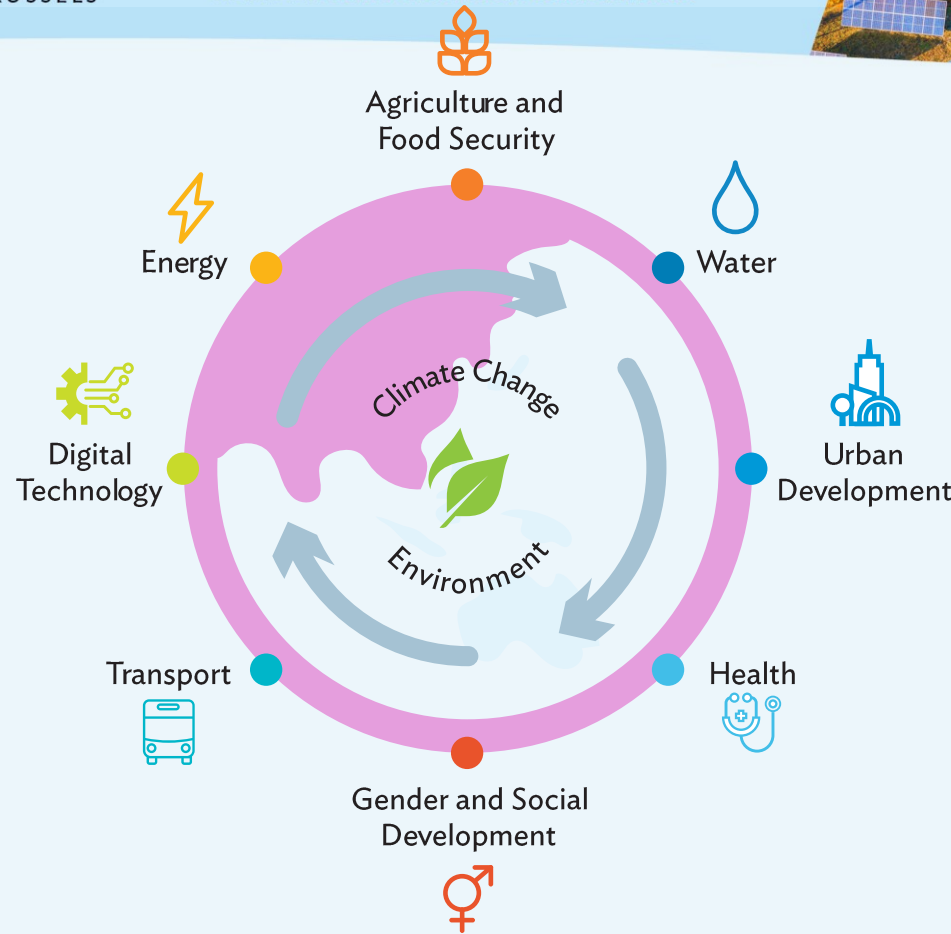 Agriculture and
Food Security
Energy
Water
Climate Change
Digital
Technology
Urban
Development
Environment
Transport
Health
Gender and Social
Development